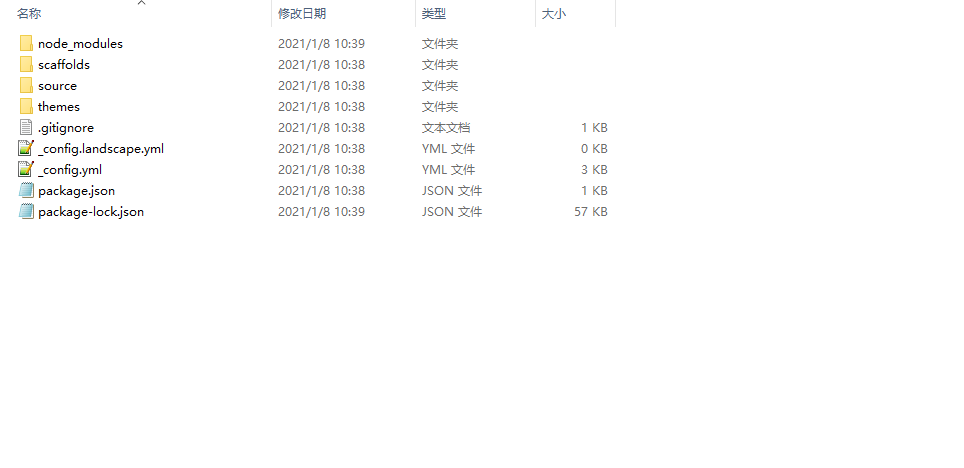 名称 修改日期 类型 大小
node_modules 2021/1/8 10:39 文件夹
scaffolds 2021/1/8 10:38 文件夹
source 2021/1/8 10:38 文件夹
themes 2021/1/8 10:38 文件夹
.gitignore 2021/1/8 10:38 文本文档 1 KB
_config.landscape.yml 2021/1/8 10:38 YML 文件 0 KB
_config.yml 2021/1/8 10:38 YML 文件 3 KB
package.json 2021/1/8 10:38 JSON 文件 1 KB
package-lock.json 2021/1/8 10:39 JSON 文件 57 KB